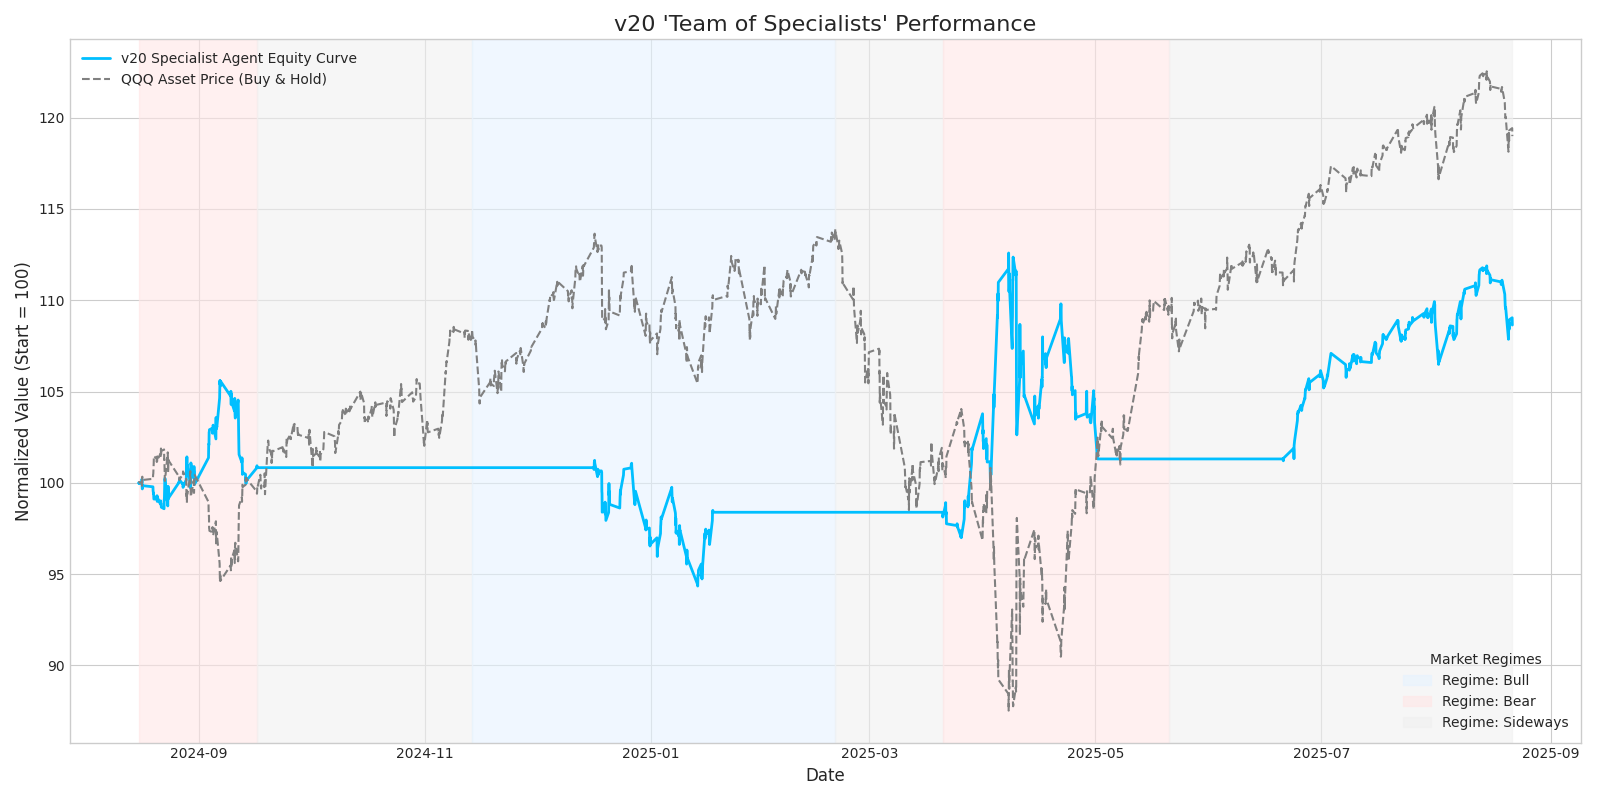 v20 'Team of Specialists' Performance
v20 Specialist Agent Equity Curve
QQQ Asset Price (Buy & Hold)
Normalized Value (Start = 100)
120
115
110
105
100
95
90
Market Regimes
Regime: Bull
Regime: Bear
Regime: Sideways
2024-09
2024-11
2025-01
2025-03
2025-05
2025-07
2025-09
Date